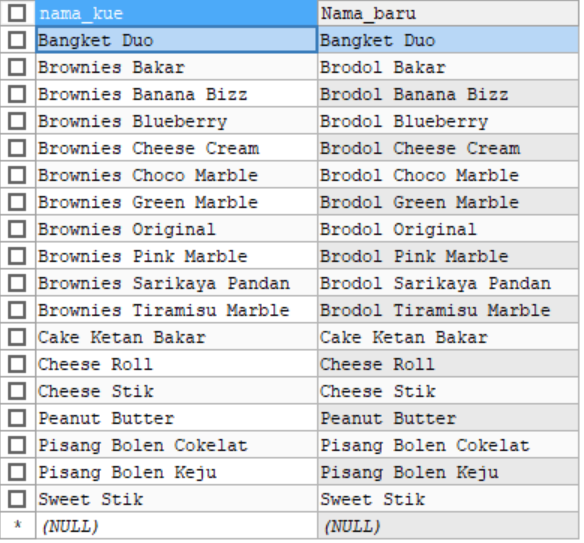 nama_kue Nama_baru
Bangket Duo Bangket Duo
Brownies Bakar Brodol Bakar
Brownies Banana Bizz Brodol Banana Bizz
Brownies Blueberry Brodol Blueberry
Brownies Cheese Cream Brodol Cheese Cream
Brownies Choco Marble Brodol Choco Marble
Brownies Green Marble Brodol Green Marble
Brownies Original Brodol Original
Brownies Pink Marble Brodol Pink Marble
Brownies Sarikaya Pandan Brodol Sarikaya Pandan
Brownies Tiramisu Marble Brodol Tiramisu Marble
Cake Ketan Bakar Cake Ketan Bakar
Cheese Roll Cheese Roll
Cheese Stik Cheese Stik
Peanut Butter Peanut Butter
Pisang Bolen Cokelat Pisang Bolen Cokelat
Pisang Bolen Keju Pisang Bolen Keju
Sweet Stik Sweet Stik
* (NULL) (NULL)